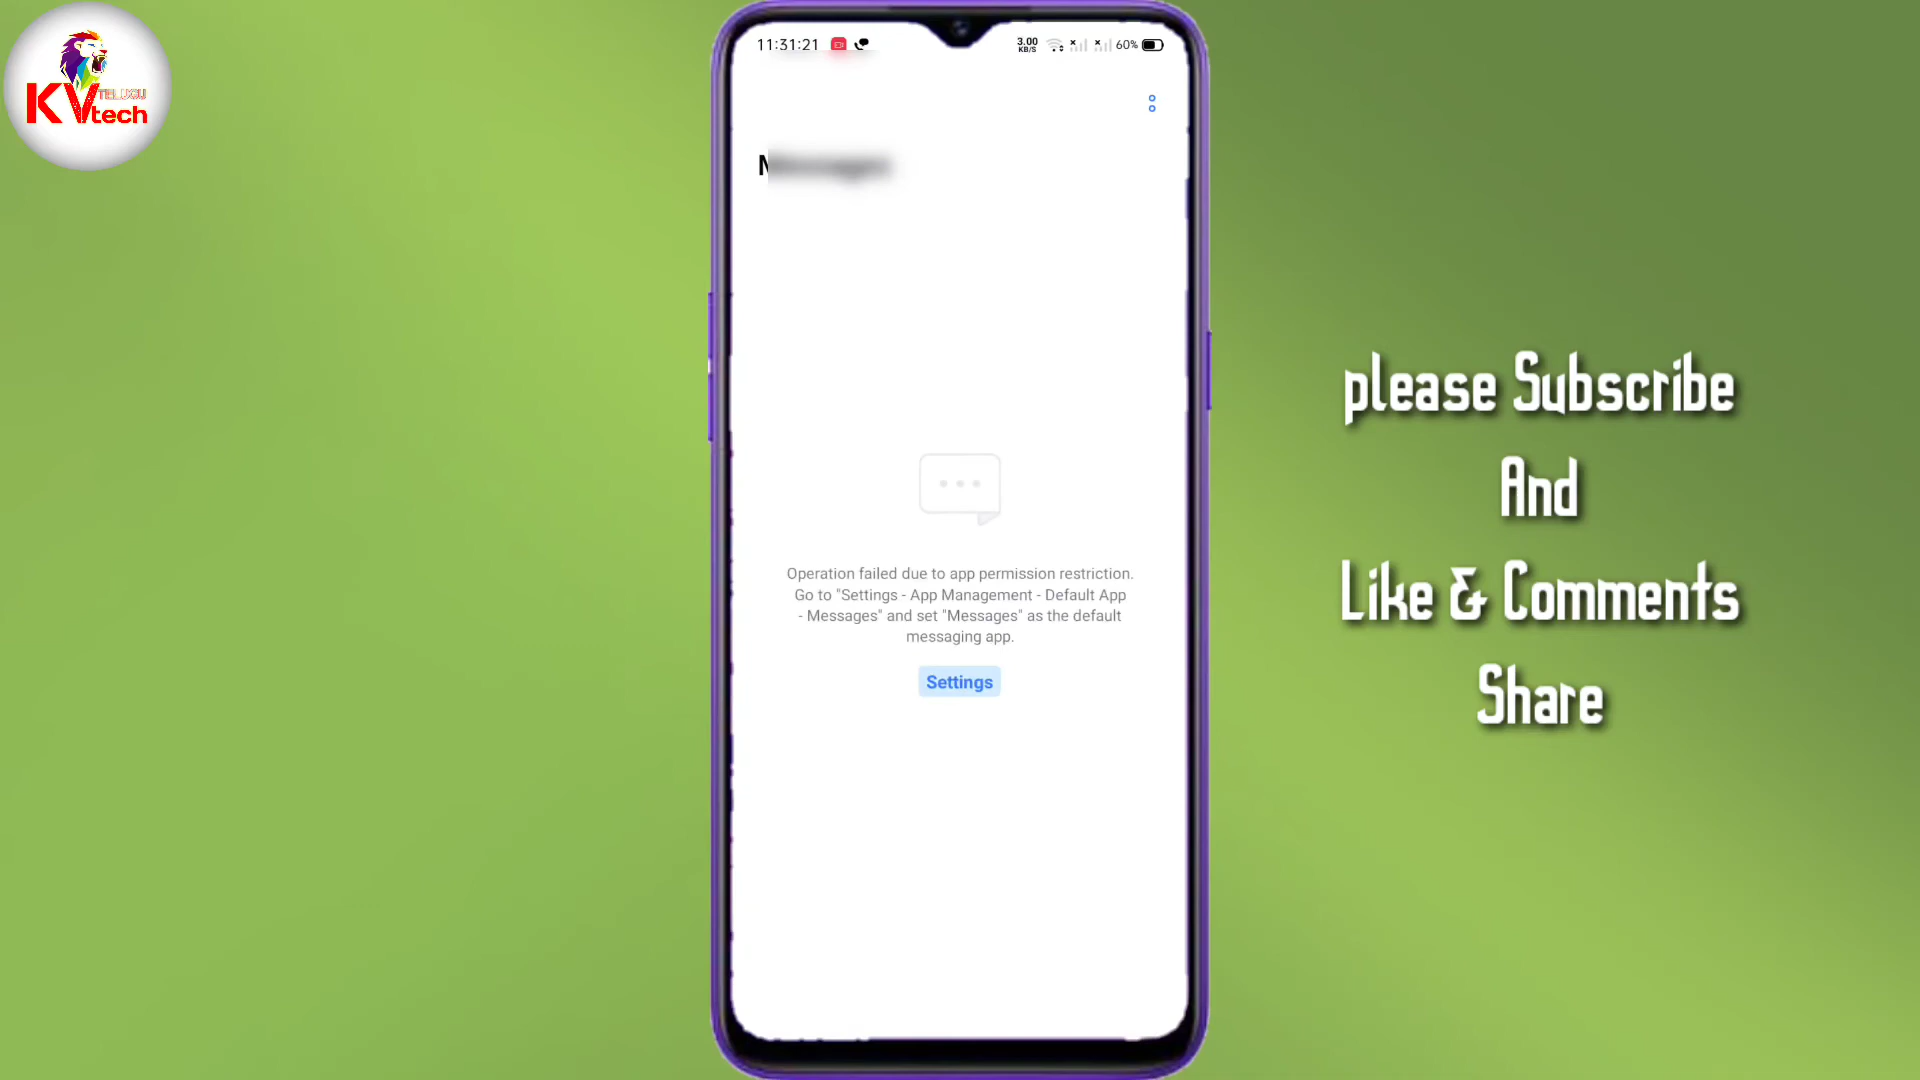 KV TELUGU
tech
11:31:21
3.00
KB/S
60%
Messages
Operation failed due to app permission restriction.
Go to "Settings - App Management - Default App
- Messages" and set "Messages" as the default
messaging app.
Settings
please Subscribe
And
Like & Comments
Share